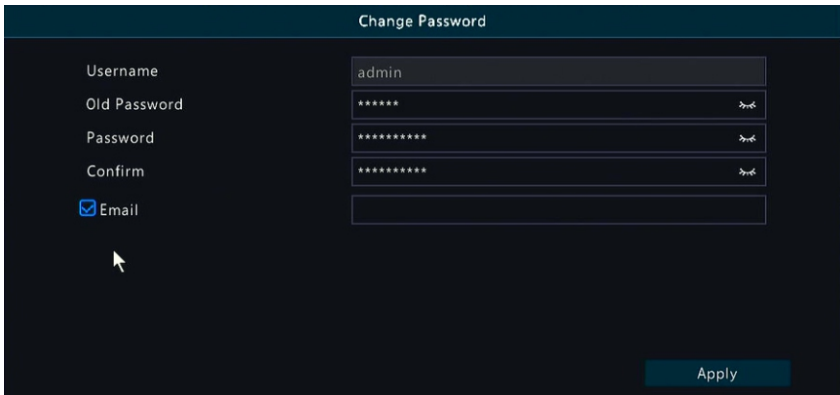 Change Password
Username admin
Old Password ******
Password **********
Confirm **********
Email
Apply